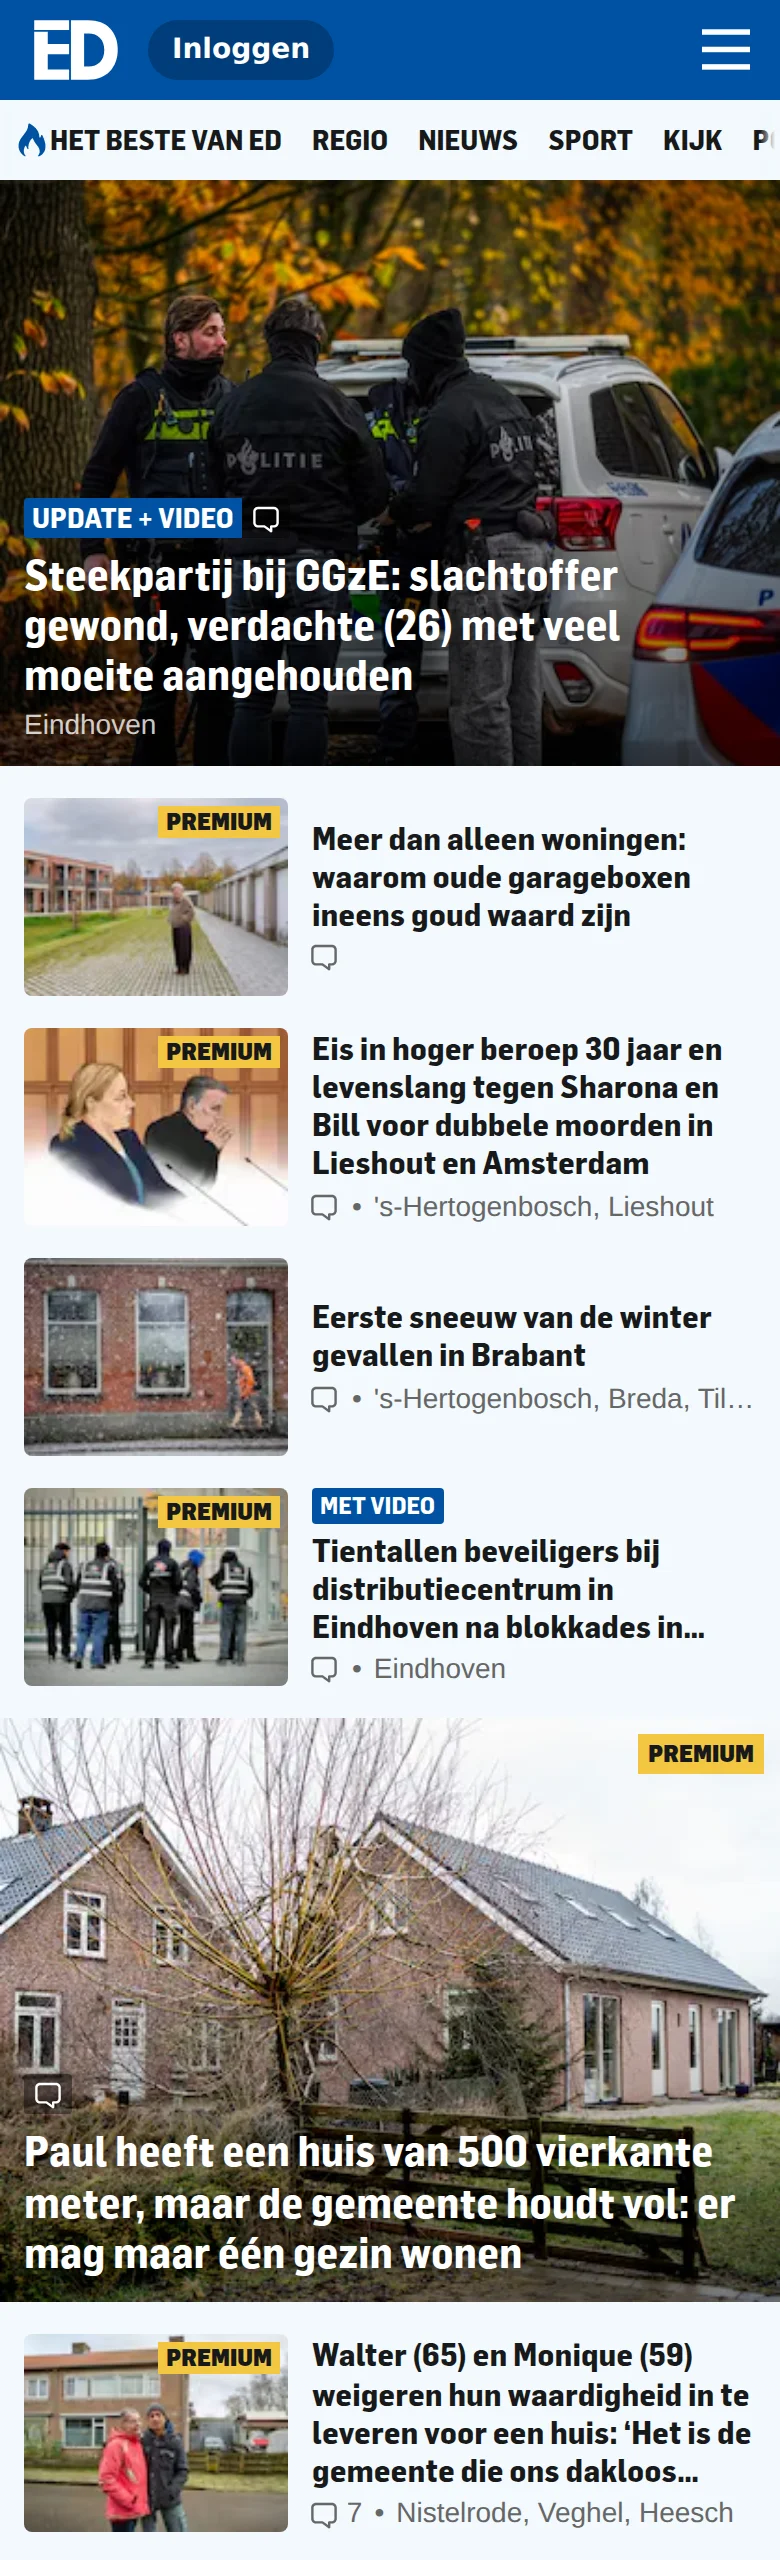 ED
Inloggen
HET BESTE VAN ED REGIO NIEUWS SPORT KIJK
POLITIE
UPDATE + VIDEO
Steekpartij bij GGzE: slachtoffer
gewond, verdachte (26) met veel
moeite aangehouden
Eindhoven
PREMIUM
Meer dan alleen woningen:
waarom oude garageboxen
ineens goud waard zijn
PREMIUM
Eis in hoger beroep 30 jaar en
levenslang tegen Sharona en
Bill voor dubbele moorden in
Lieshout en Amsterdam
• 's-Hertogenbosch, Lieshout
Eerste sneeuw van de winter
gevallen in Brabant
• 's-Hertogenbosch, Breda, Til...
PREMIUM
MET VIDEO
Tientallen beveiligers bij
distributiecentrum in
Eindhoven na blokkades in...
• Eindhoven
PREMIUM
Paul heeft een huis van 500 vierkante
meter, maar de gemeente houdt vol: er
mag maar één gezin wonen
PREMIUM
Walter (65) en Monique (59)
weigeren hun waardigheid in te
leveren voor een huis: ‘Het is de
gemeente die ons dakloos...
7 • Nistelrode, Veghel, Heesch